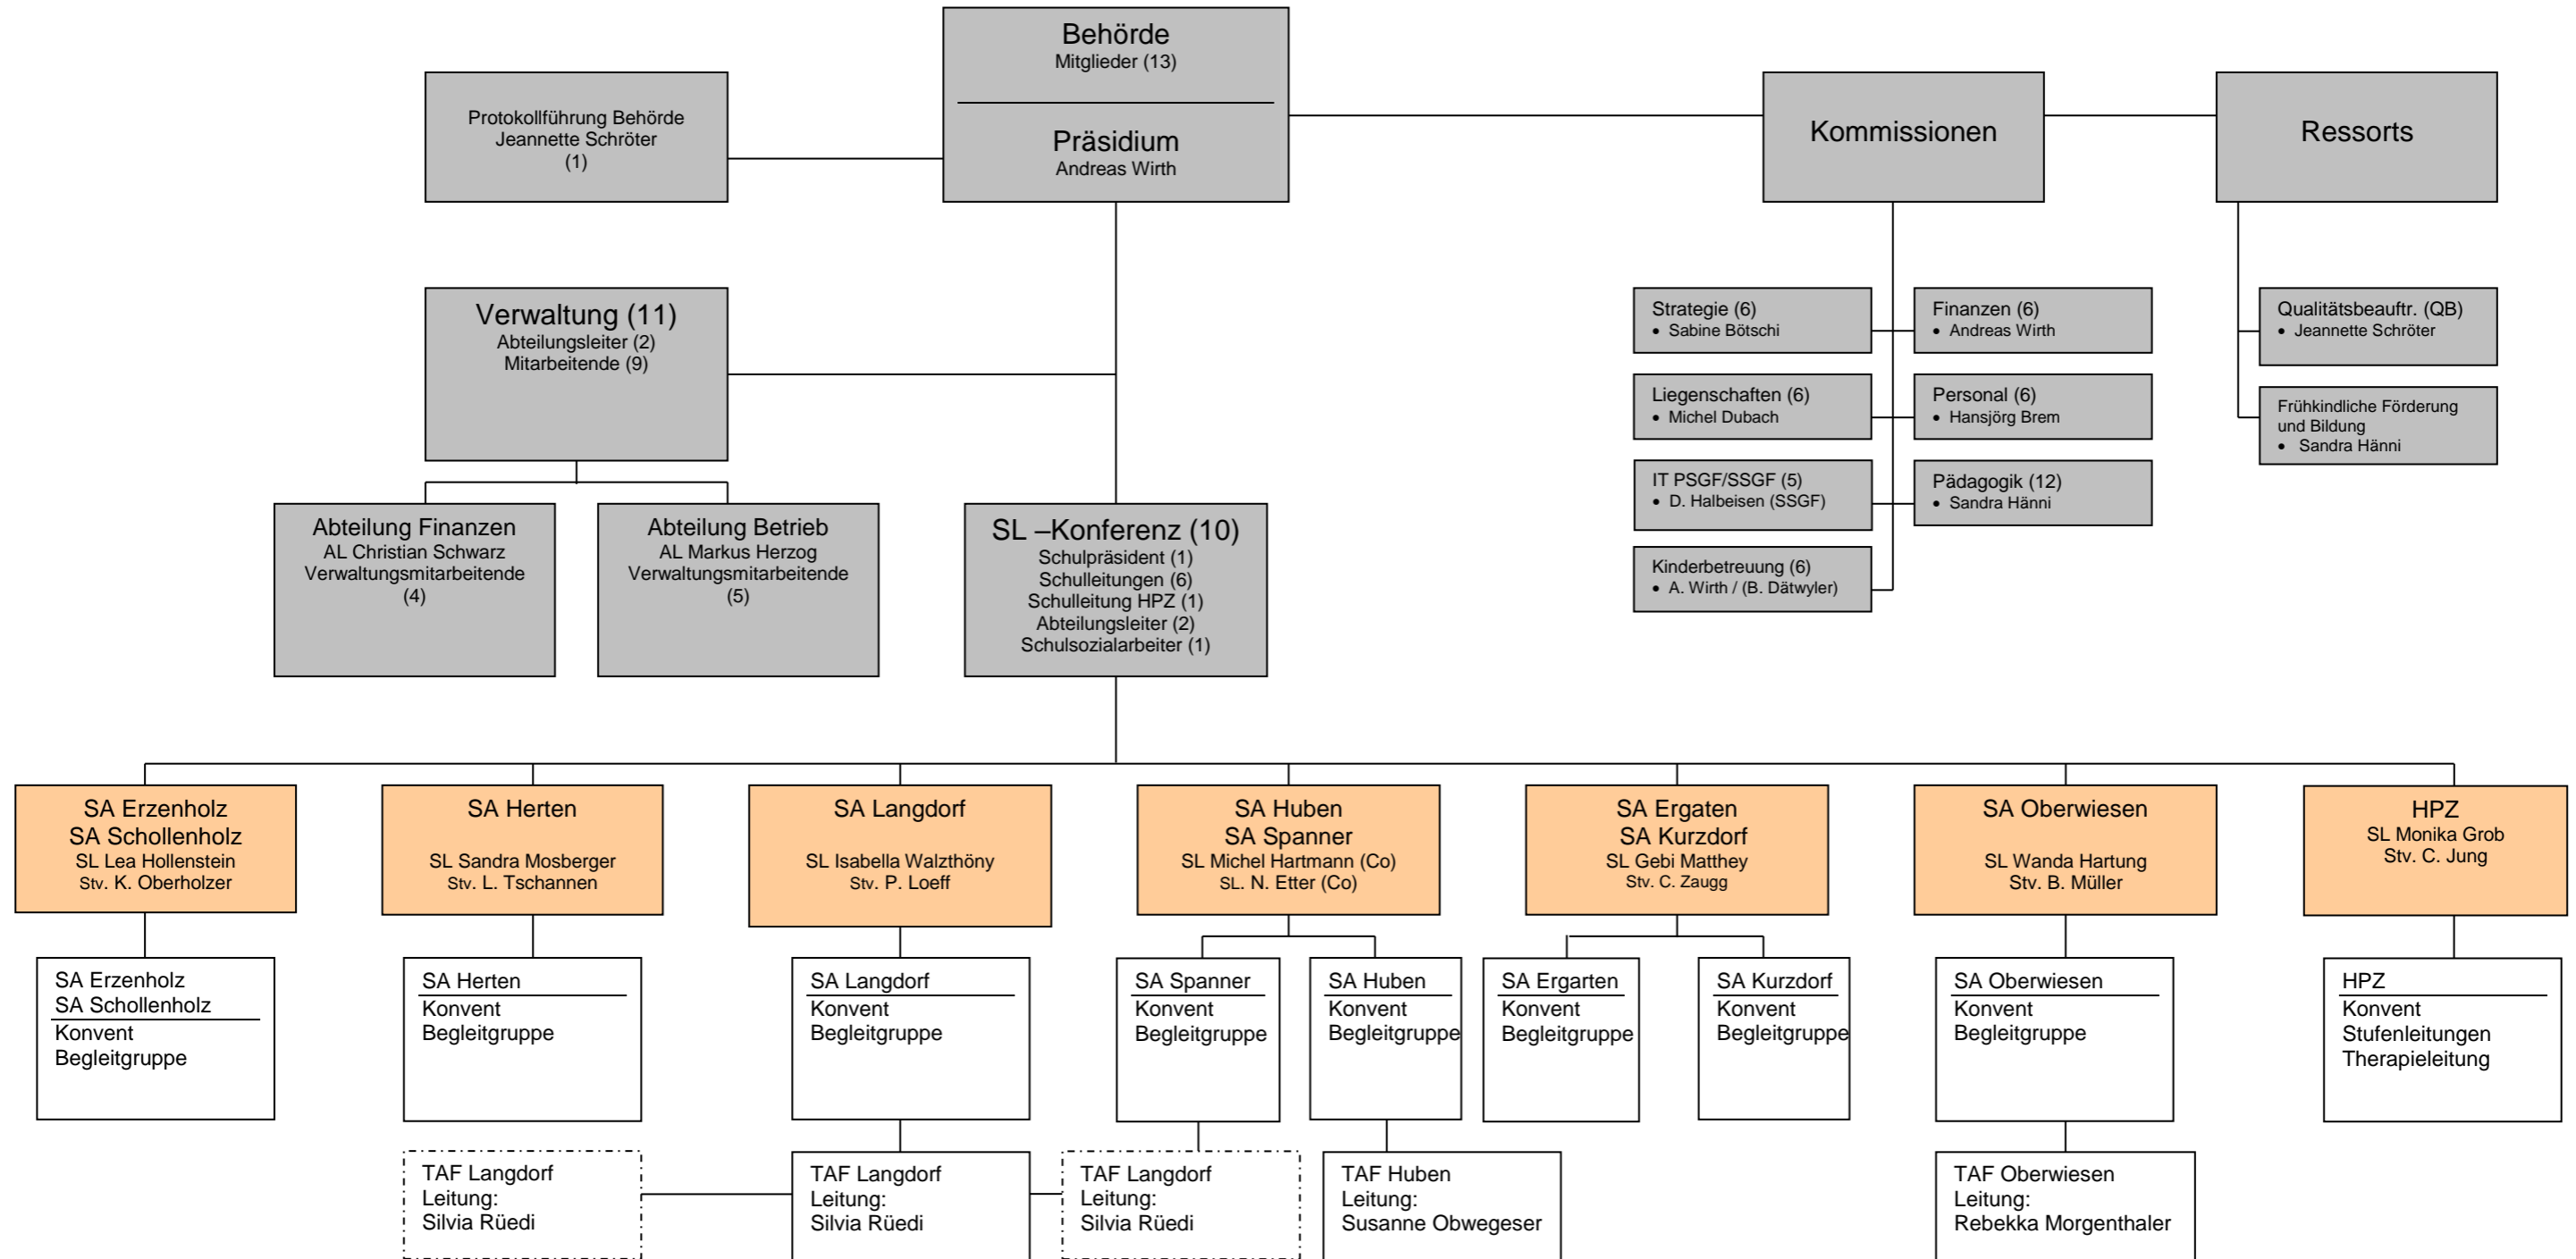 Behörde
Mitglieder (13)
Präsidium
Andreas Wirth
Protokollführung Behörde
Jeannette Schröter
(1)
Kommissionen
Ressorts
Verwaltung (11)
Abteilungsleiter (2)
Mitarbeitende (9)
Strategie (6)
• Sabine Bötschi
Finanzen (6)
• Andreas Wirth
Liegenschaften (6)
• Michel Dubach
Personal (6)
• Hansjörg Brem
IT PSGF/SSGF (5)
• D. Halbeisen (SSGF)
Pädagogik (12)
• Sandra Hänni
Kinderbetreuung (6)
• A. Wirth / (B. Dätwyler)
Qualitätsbeauftr. (QB)
• Jeannette Schröter
Frühkindliche Förderung
und Bildung
• Sandra Hänni
Abteilung Finanzen
AL Christian Schwarz
Verwaltungsmitarbeitende
(4)
Abteilung Betrieb
AL Markus Herzog
Verwaltungsmitarbeitende
(5)
SL –Konferenz (10)
Schulpräsident (1)
Schulleitungen (6)
Schulleitung HPZ (1)
Abteilungsleiter (2)
Schulsozialarbeiter (1)
SA Erzenholz
SA Schollenholz
SL Lea Hollenstein
Stv. K. Oberholzer
SA Herten
SL Sandra Mosberger
Stv. L. Tschannen
SA Langdorf
SL Isabella Walzthöny
Stv. P. Loeff
SA Huben
SA Spanner
SL Michel Hartmann (Co)
SL. N. Etter (Co)
SA Ergaten
SA Kurzdorf
SL Gebi Matthey
Stv. C. Zaugg
SA Oberwiesen
SL Wanda Hartung
Stv. B. Müller
HPZ
SL Monika Grob
Stv. C. Jung
SA Erzenholz
SA Schollenholz
Konvent
Begleitgruppe
SA Herten
Konvent
Begleitgruppe
SA Langdorf
Konvent
Begleitgruppe
SA Spanner
Konvent
Begleitgruppe
SA Huben
Konvent
Begleitgruppe
SA Ergarten
Konvent
Begleitgruppe
SA Kurzdorf
Konvent
Begleitgruppe
SA Oberwiesen
Konvent
Begleitgruppe
HPZ
Konvent
Stufenleitungen
Therapieleitung
TAF Langdorf
Leitung:
Silvia Rüedi
TAF Langdorf
Leitung:
Silvia Rüedi
TAF Langdorf
Leitung:
Silvia Rüedi
TAF Huben
Leitung:
Susanne Obwegeser
TAF Oberwiesen
Leitung:
Rebekka Morgenthaler